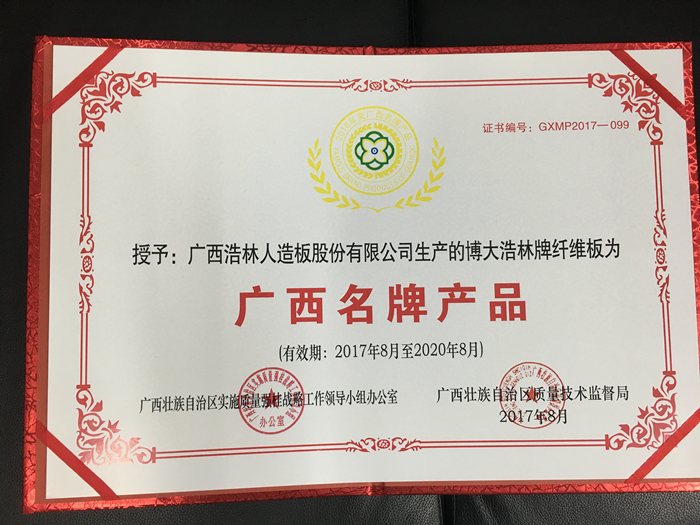 证书编号：GXMP2017—099
授予：广西浩林人造板股份有限公司生产的博大浩林牌纤维板为
广西名牌产品
(有效期：2017年8月至2020年8月)
广西壮族自治区实施质量强桂战略工作领导小组办公室
办公室
广西壮族自治区质量技术监督局
2017年8月